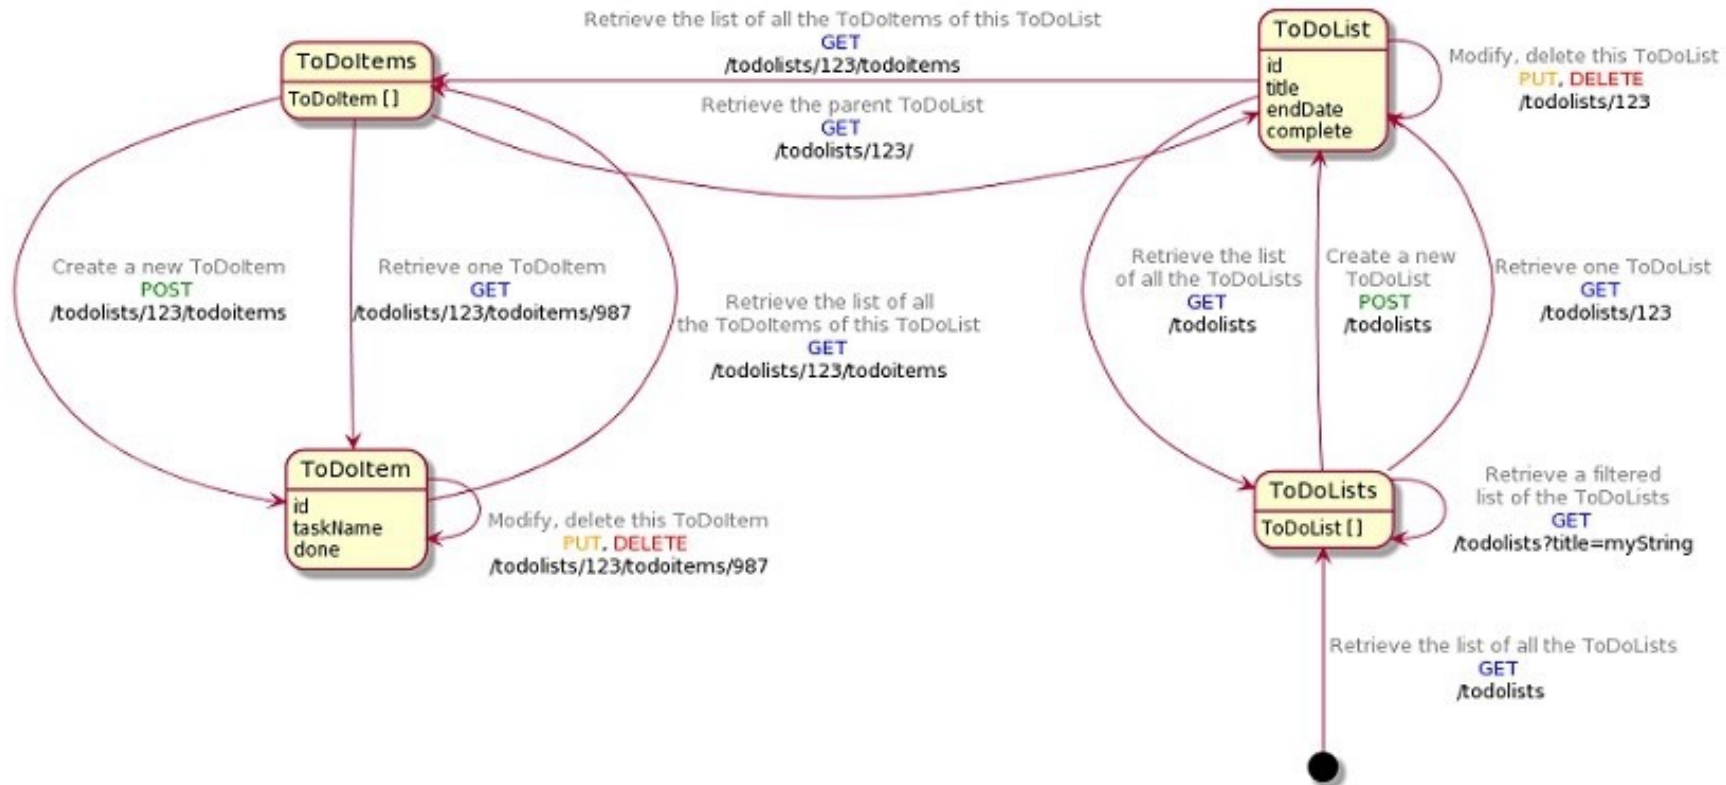 Retrieve the list of all the ToDoItems of this ToDoList
GET
/todolists/123/todoitems
ToDoItems
ToDoItem []
ToDoList
id
title
endDate
complete
Modify, delete this ToDoList
PUT, DELETE
/todolists/123
Retrieve the parent ToDoList
GET
/todolists/123/
Create a new ToDoItem
POST
/todolists/123/todoitems
Retrieve one ToDoItem
GET
/todolists/123/todoitems/987
Retrieve the list of all
the ToDoItems of this ToDoList
GET
/todolists/123/todoitems
Retrieve the list
of all the ToDoLists
GET
/todolists
Create a new
ToDoList
POST
/todolists
Retrieve one ToDoList
GET
/todolists/123
ToDoItem
id
taskName
done
Modify, delete this ToDoItem
PUT, DELETE
/todolists/123/todoitems/987
ToDoLists
ToDoList []
Retrieve a filtered
list of the ToDoLists
GET
/todolists?title=myString
Retrieve the list of all the ToDoLists
GET
/todolists